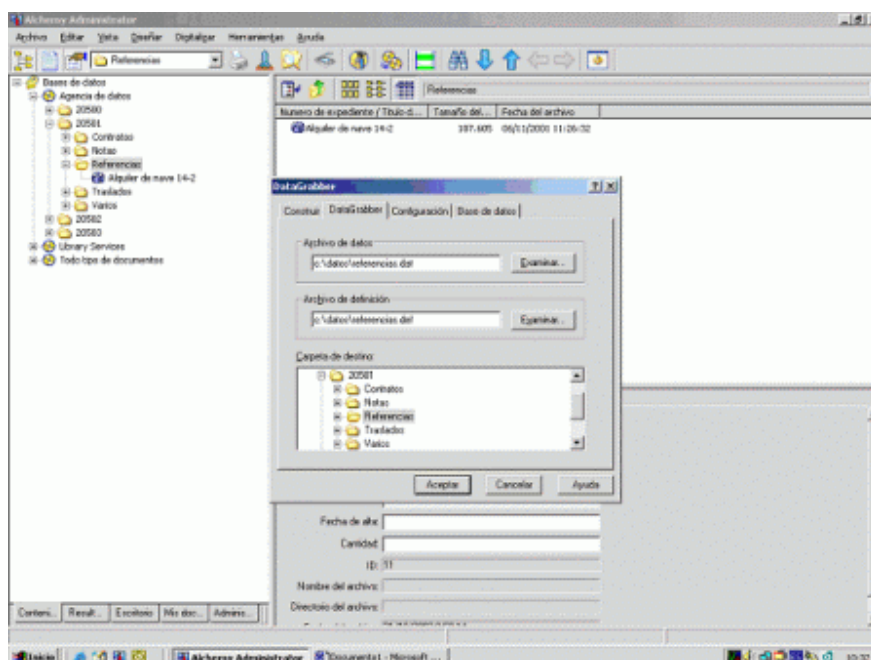 Alchemy Administrator
Archivo Editar Vista Diseñar Digitalizar Herramientas Ayuda
Referencias
Bases de datos
Agencia de datos
20500
20501
Contratos
Notas
Referencias
Alquiler de nave 14-2
Traslados
Varios
20502
20503
Library Services
Todo tipo de documentos
Referencias
Numero de expediente / Título d... Tamaño del... Fecha del archivo
Alquiler de nave 14-2 107.605 06/11/2000 11:26:32
DataGrabber
Construir DataGrabber Configuración Base de datos
Archivo de datos
c:\datos\referencias.dat Examinar...
Archivo de definición
c:\datos\referencias.def Examinar...
Carpeta de destino:
20501
Contratos
Notas
Referencias
Traslados
Varios
Aceptar Cancelar Ayuda
Fecha de alta:
Cantidad:
ID: 11
Nombre del archivo:
Directorio del archivo:
Conteni... Result... Escritorio Mis doc... Adminis...
Inicio Alchemy Administrator Documento1 - Microsoft ... 10:37